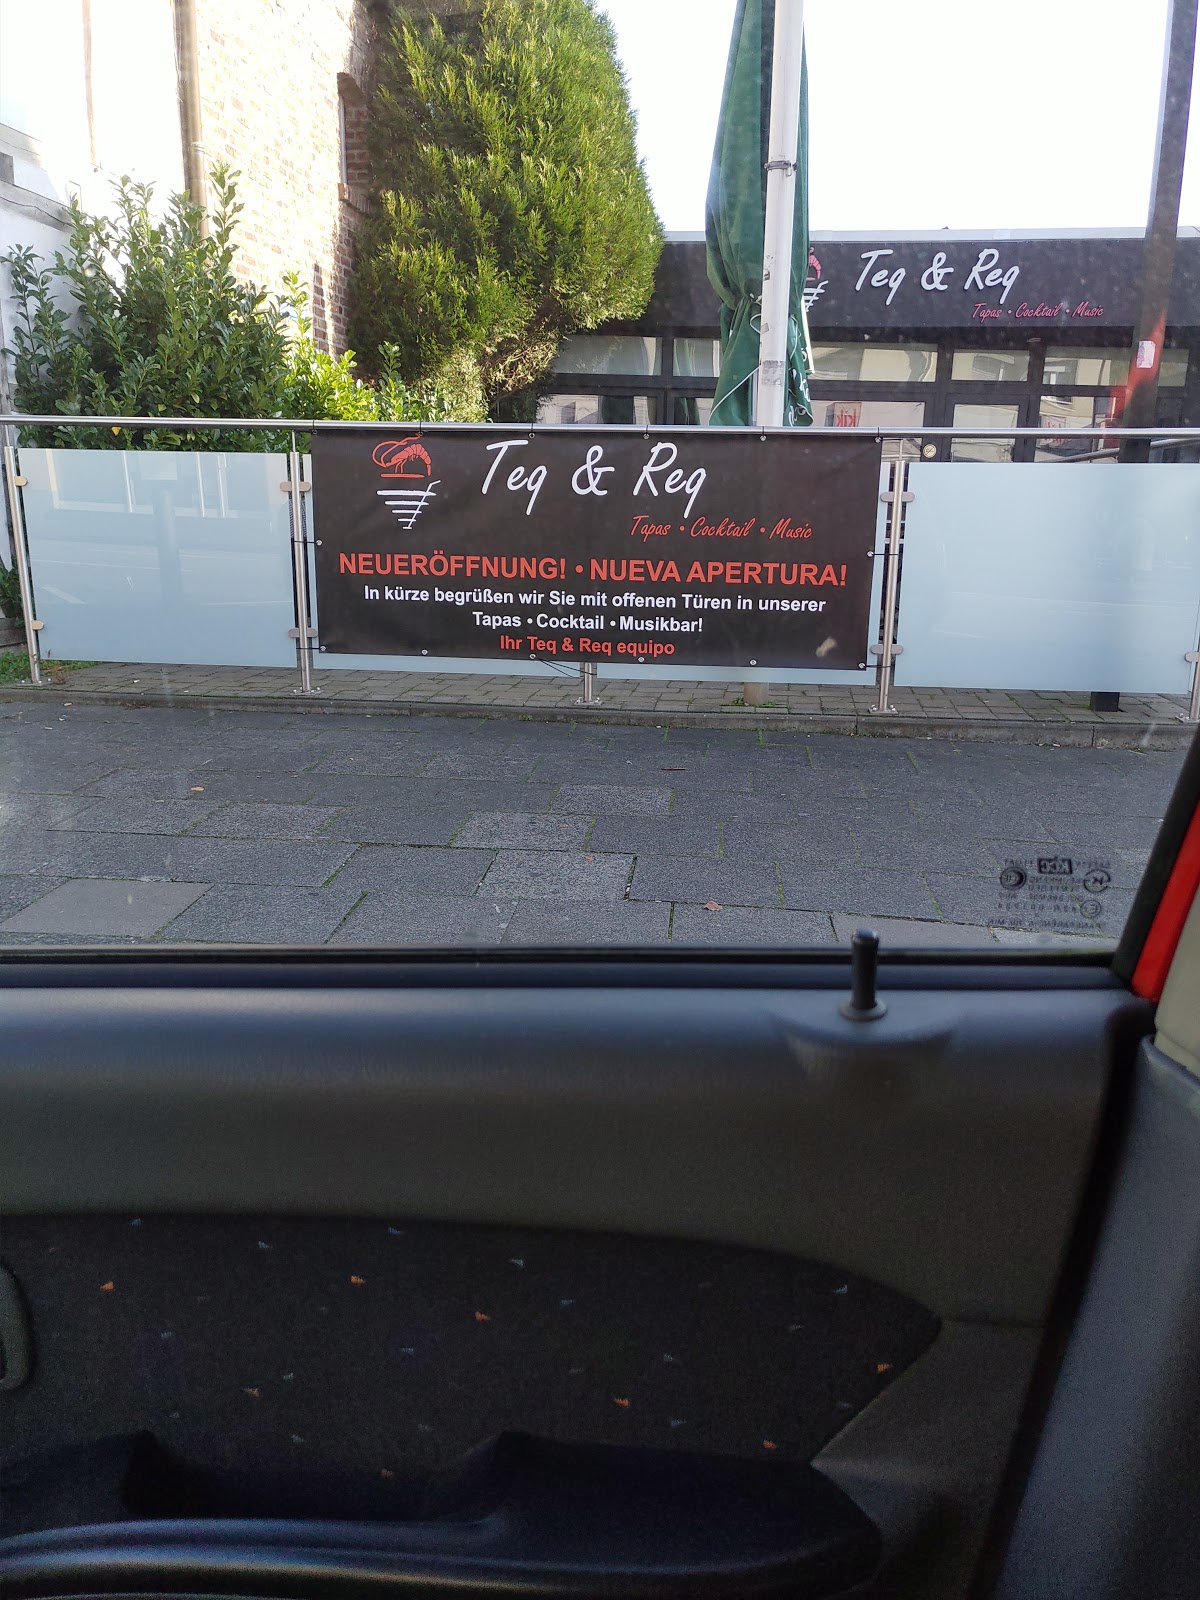 Teq & Req
Tapas • Cocktail • Music
Teq & Req
Tapas • Cocktail • Music
NEUERÖFFNUNG! • NUEVA APERTURA!
In kürze begrüßen wir Sie mit offenen Türen in unserer
Tapas • Cocktail • Musikbar!
Ihr Teq & Req equipo